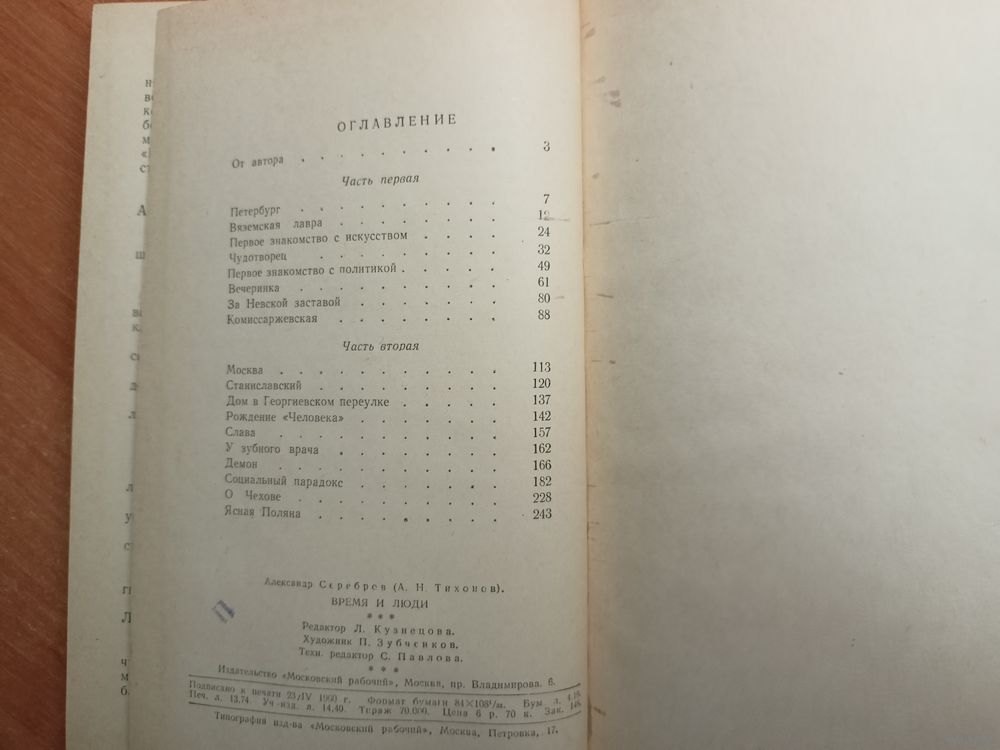 ОГЛАВЛЕНИЕ
От автора . . . . . . . . . . 3
Часть первая
Петербург . . . . . . . . . . 7
Вяземская лавра . . . . . . . . 12
Первое знакомство с искусством . . . . 24
Чудотворец . . . . . . . . . 32
Первое знакомство с политикой . . . . . 49
Вечеринка . . . . . . . . . . 61
За Невской заставой . . . . . . . 80
Комиссаржевская . . . . . . . 88
Часть вторая
Москва . . . . . . . . . . . 113
Станиславский . . . . . . . . . 120
Дом в Георгиевском переулке . . . . . 137
Рождение «Человека» . . . . . . . 142
Слава . . . . . . . . . . . 157
У зубного врача . . . . . . . . 162
Демон . . . . . . . . . . . 166
Социальный парадокс . . . . . . . 182
О Чехове . . . . . . . . . . 228
Ясная Поляна . . . . . . . . . 243
Александр Серебров (А. Н. Тихонов).
ВРЕМЯ И ЛЮДИ
* * *
Редактор Л. Кузнецова.
Художник П. Зубченков.
Техн. редактор С. Павлова.
* * *
Издательство «Московский рабочий», Москва, пр. Владимирова, 6.
Подписано к печати 23/IV 1960 г. Формат бумаги 84×108¹/м. Бум. л. 4,19.
Печ. л. 13,74. Уч.-изд. л. 14,40. Тираж 70.000. Цена 6 р. 70 к. Зак. 148.
Типография изд-ва «Московский рабочий», Москва, Петровка, 17.